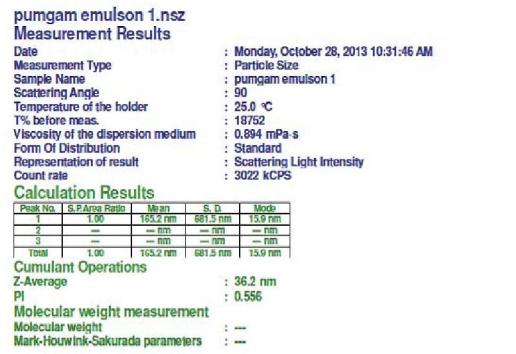 pumgam emulson 1.nsz
Measurement Results
Date : Monday, October 28, 2013 10:31:46 AM
Measurement Type : Particle Size
Sample Name : pumgam emulson 1
Scattering Angle : 90
Temperature of the holder : 25.0 ℃
T% before meas. : 18752
Viscosity of the dispersion medium : 0.894 mPa·s
Form Of Distribution : Standard
Representation of result : Scattering Light Intensity
Count rate : 3022 kCPS
Calculation Results
Peak No. S.P.Area Ratio Mean S. D. Mode
1 1.00 165.2 nm 681.5 nm 15.9 nm
2 --- --- nm --- nm --- nm
3 --- --- nm --- nm --- nm
Total 1.00 165.2 nm 681.5 nm 15.9 nm
Cumulant Operations
Z-Average : 36.2 nm
PI : 0.556
Molecular weight measurement
Molecular weight : ---
Mark-Houwink-Sakurada parameters : ---